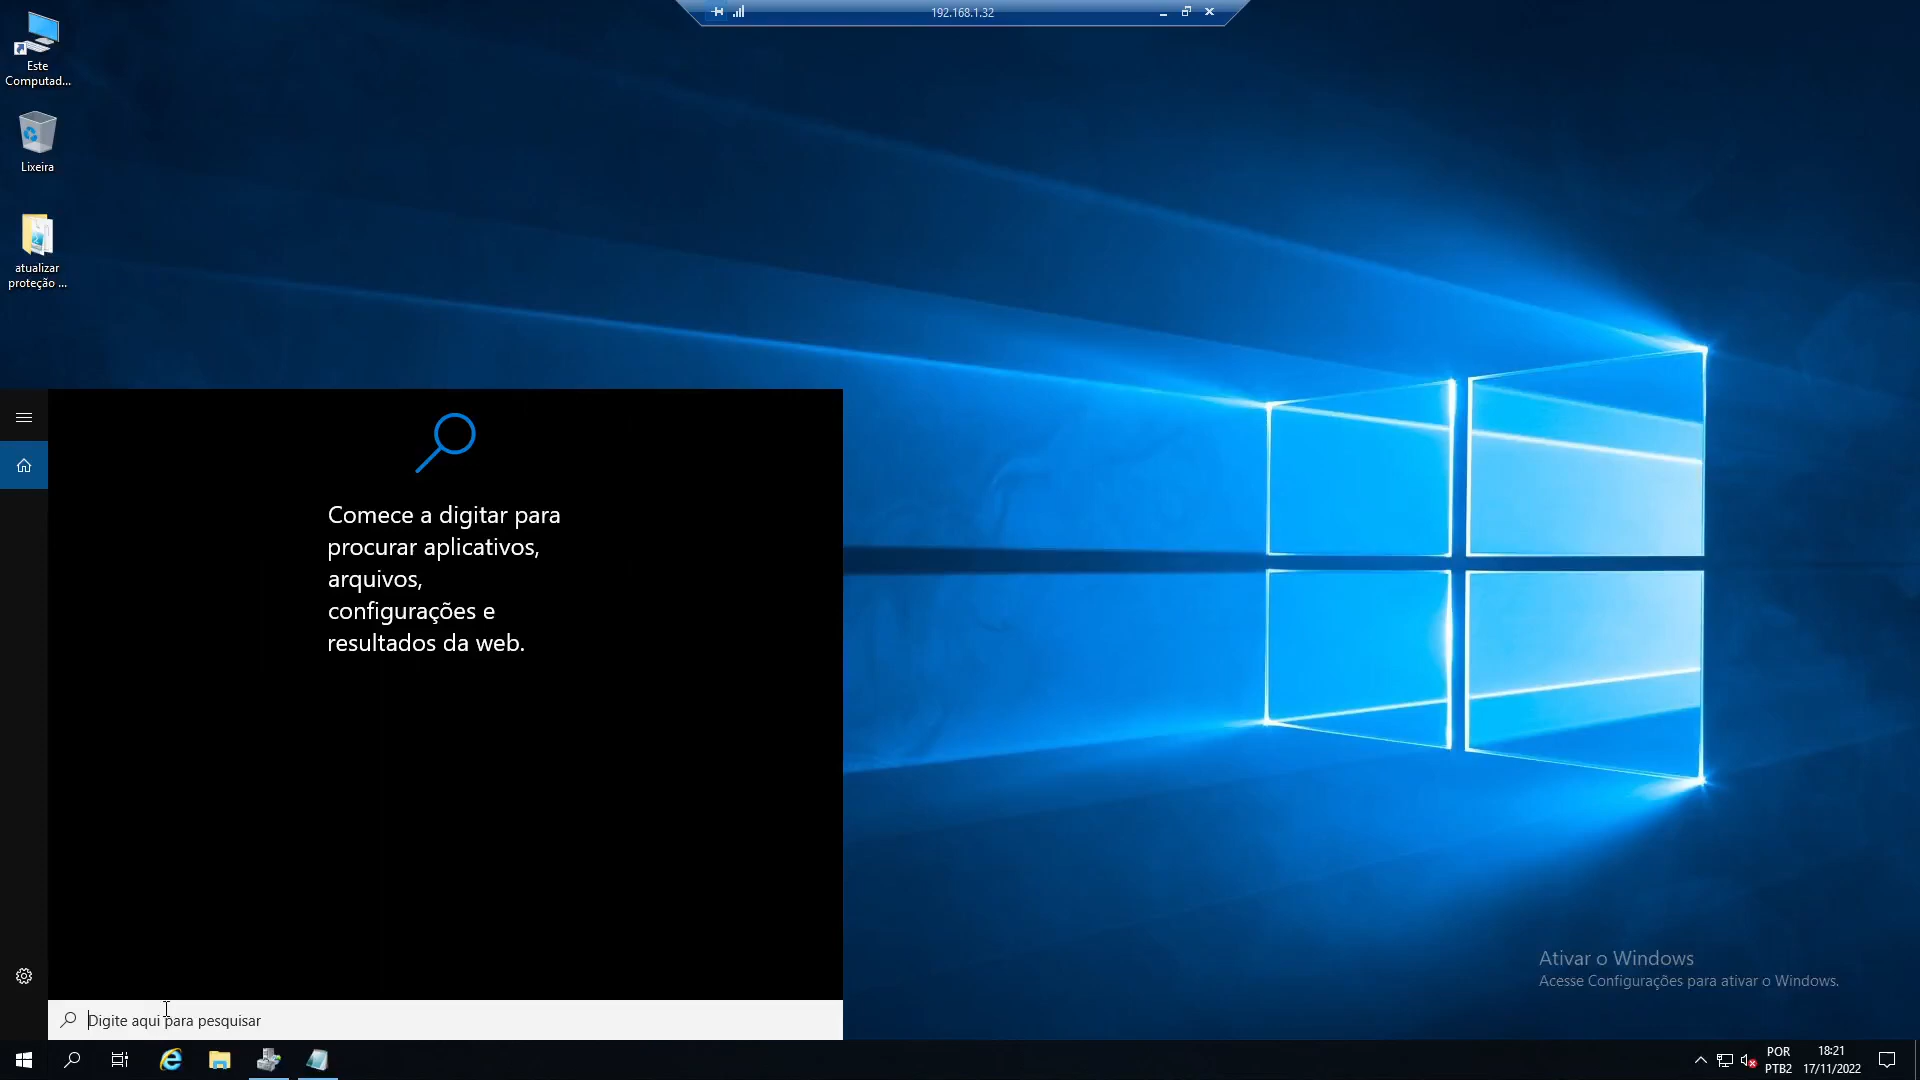 192.168.1.32
Este
Computad...
Lixeira
atualizar
proteção ...
Comece a digitar para
procurar aplicativos,
arquivos,
configurações e
resultados da web.
Digite aqui para pesquisar
Ativar o Windows
Acesse Configurações para ativar o Windows.
POR
PTB2
18:21
17/11/2022